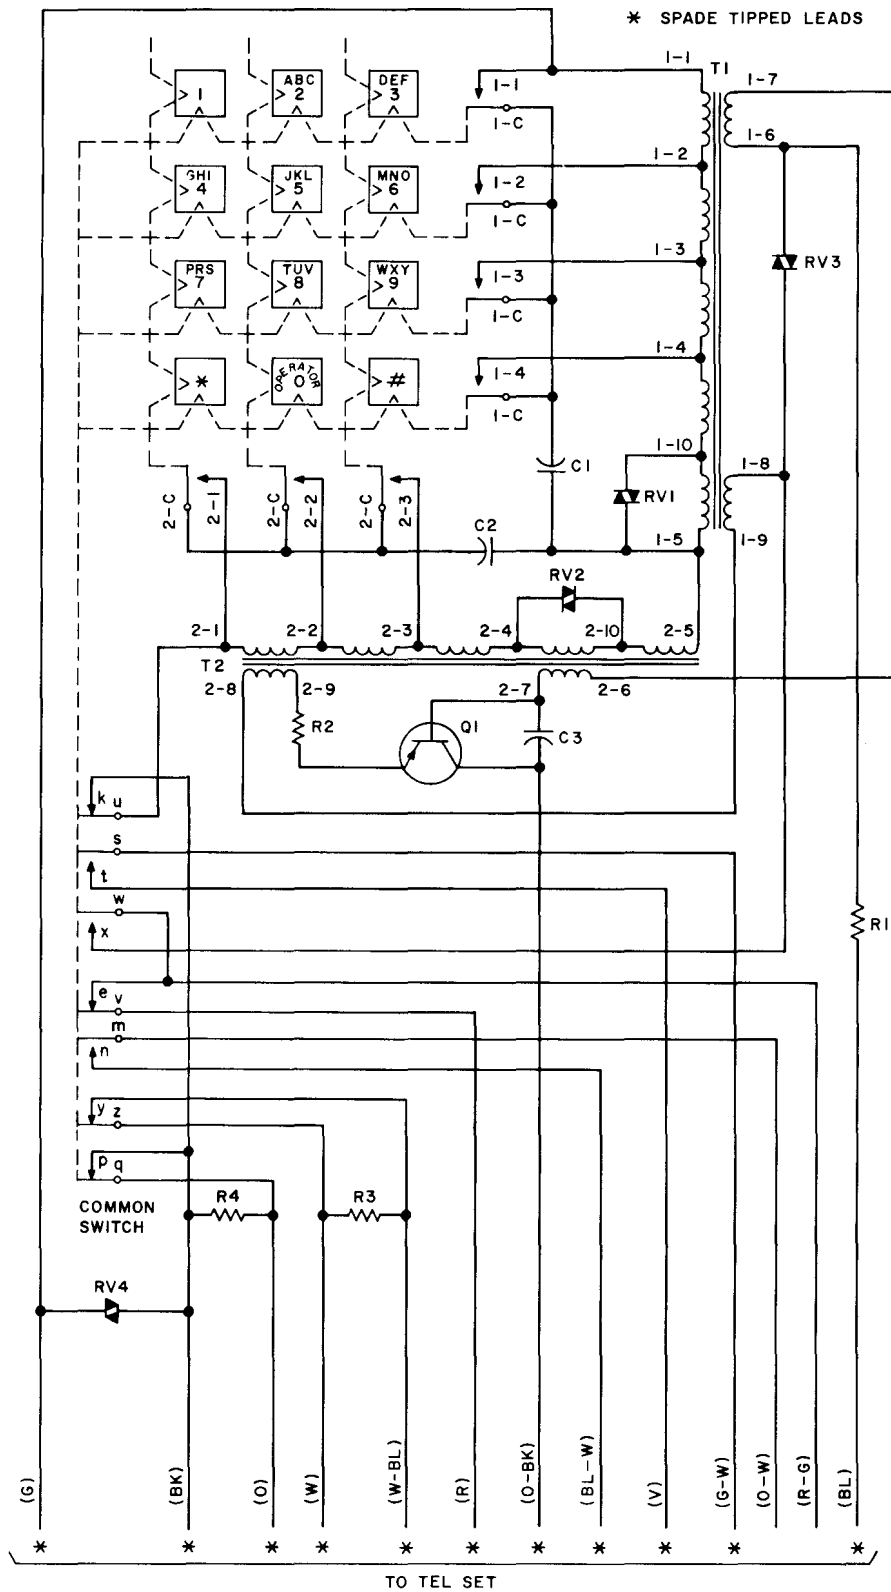 * SPADE TIPPED LEADS
T1
1-1
1-7
1
ABC
2
DEF
3
1-1
1-C
1-6
1-2
GHI
4
JKL
5
MNO
6
1-2
1-C
1-3
RV3
PRS
7
TUV
8
WXY
9
1-3
1-C
1-4
*
OPERATOR
0
#
1-4
1-C
1-10
1-8
C1
RV1
2-C
2-1
2-C
2-2
2-C
2-3
C2
1-5
1-9
RV2
2-1
2-2
2-3
2-4
2-10
2-5
T2
2-8
2-9
2-7
2-6
R2
Q1
C3
k u
s
t
w
x
R1
e v
m
n
y z
p q
COMMON
SWITCH
R4
R3
RV4
(G)
(BK)
(O)
(W)
(W-BL)
(R)
(O-BK)
(BL-W)
(V)
(G-W)
(O-W)
(R-G)
(BL)
* * * * * * * * * * * *
TO TEL SET